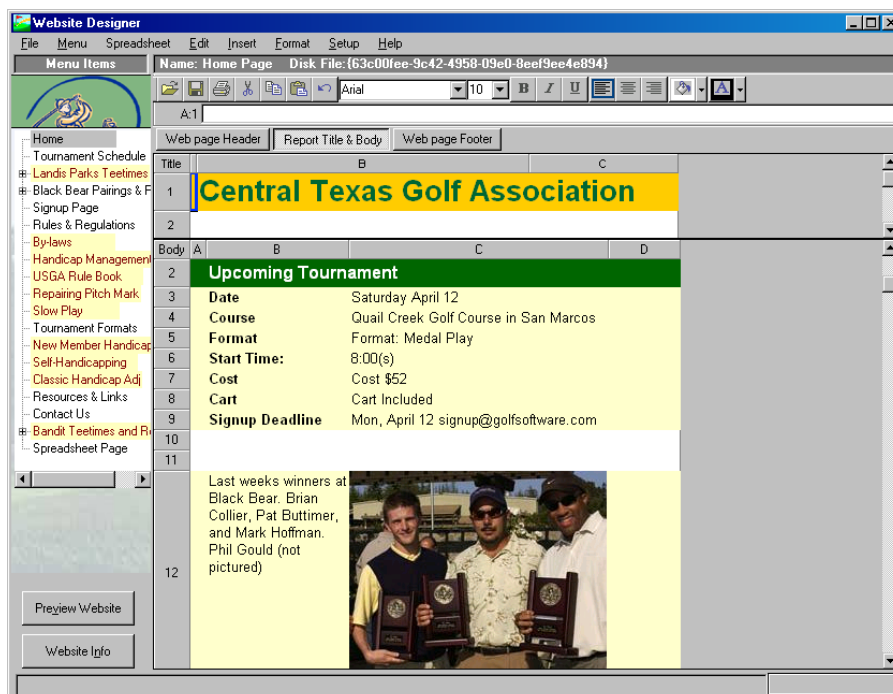 Website Designer
File Menu Spreadsheet Edit Insert Format Setup Help
Menu Items
Name: Home Page Disk File:{63c00fee-9c42-4958-09e0-8eef9ee4e894}
Arial 10 B I U A
A:1
Web page Header Report Title & Body Web page Footer
Home
Tournament Schedule
Landis Parks Teetimes
Black Bear Pairings & F
Signup Page
Rules & Regulations
By-laws
Handicap Management
USGA Rule Book
Repairing Pitch Mark
Slow Play
Tournament Formats
New Member Handicap
Self-Handicapping
Classic Handicap Adj
Resources & Links
Contact Us
Bandit Teetimes and R
Spreadsheet Page
Preview Website
Website Info
Title B C
1 Central Texas Golf Association
2
Body A B C D
2 Upcoming Tournament
3 Date Saturday April 12
4 Course Quail Creek Golf Course in San Marcos
5 Format Format: Medal Play
6 Start Time: 8:00(s)
7 Cost Cost $52
8 Cart Cart Included
9 Signup Deadline Mon, April 12 signup@golfsoftware.com
10
11
12
Last weeks winners at
Black Bear. Brian
Collier, Pat Buttimer,
and Mark Hoffman.
Phil Gould (not
pictured)